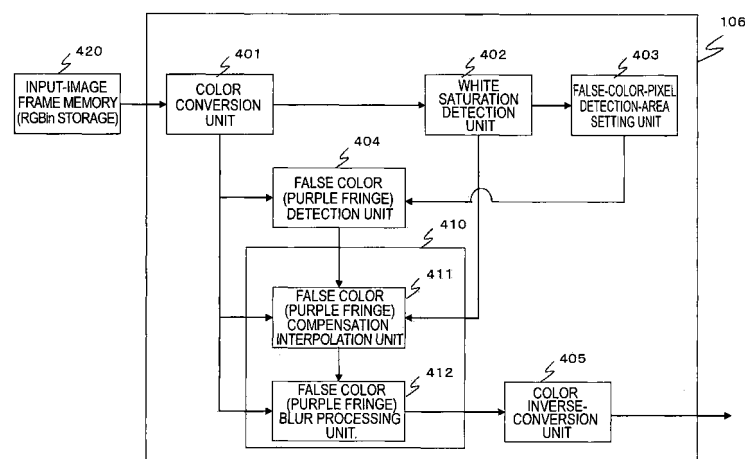 106
420
401
402
403
INPUT-IMAGE
FRAME MEMORY
(RGBin STORAGE)
COLOR
CONVERSION
UNIT
WHITE
SATURATION
DETECTION
UNIT
FALSE-COLOR-PIXEL
DETECTION-AREA
SETTING UNIT
404
FALSE COLOR
(PURPLE FRINGE)
DETECTION UNIT
410
411
FALSE COLOR
(PURPLE FRINGE)
COMPENSATION
INTERPOLATION UNIT
412
FALSE COLOR
(PURPLE FRINGE)
BLUR PROCESSING
UNIT.
405
COLOR
INVERSE-
CONVERSION
UNIT